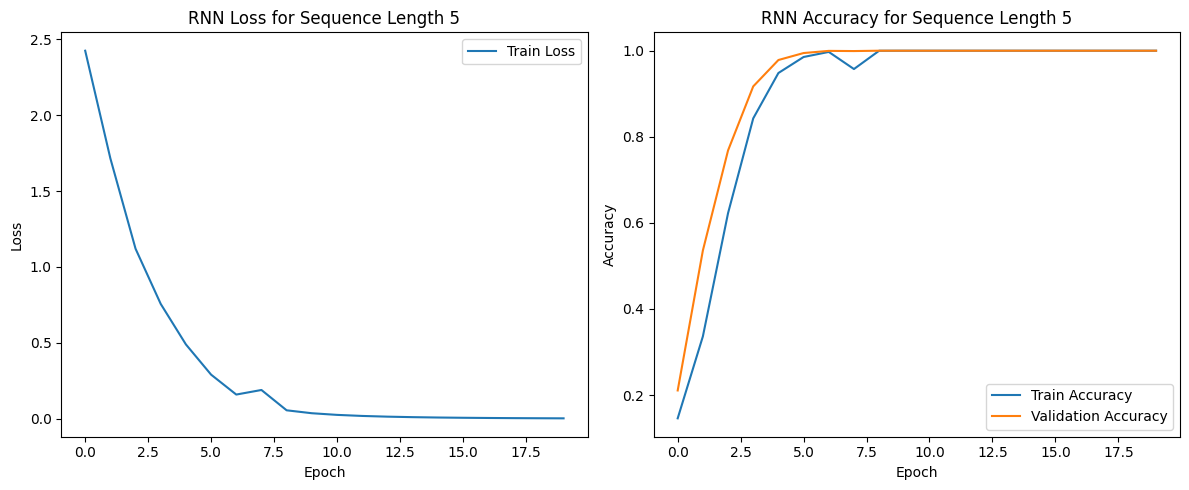 RNN Loss for Sequence Length 5
2.5
2.0
1.5
1.0
0.5
0.0
Loss
Train Loss
0.0 2.5 5.0 7.5 10.0 12.5 15.0 17.5
Epoch
RNN Accuracy for Sequence Length 5
1.0
0.8
0.6
0.4
0.2
Accuracy
Train Accuracy
Validation Accuracy
0.0 2.5 5.0 7.5 10.0 12.5 15.0 17.5
Epoch